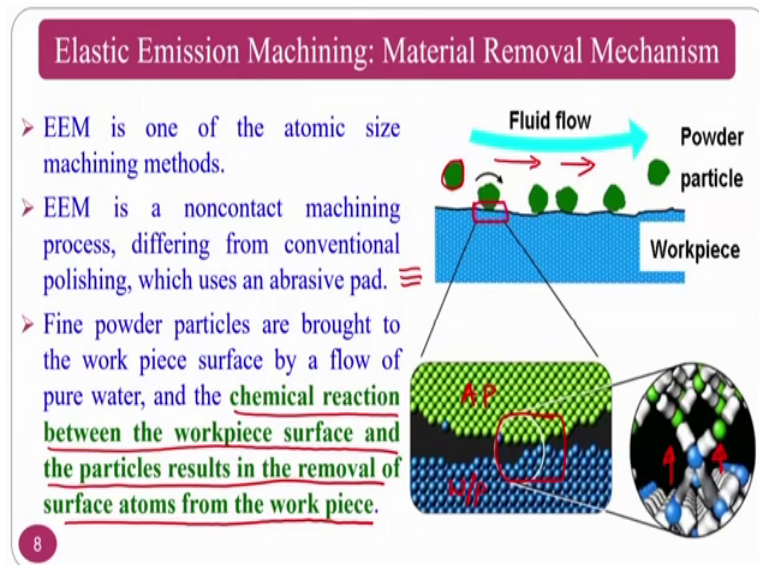 Elastic Emission Machining: Material Removal Mechanism
EEM is one of the atomic size
machining methods.
EEM is a noncontact machining
process, differing from conventional
polishing, which uses an abrasive pad.
Fine powder particles are brought to
the work piece surface by a flow of
pure water, and the chemical reaction
between the workpiece surface and
the particles results in the removal of
surface atoms from the work piece.
Fluid flow
Powder
particle
Workpiece
AP
W/P
8